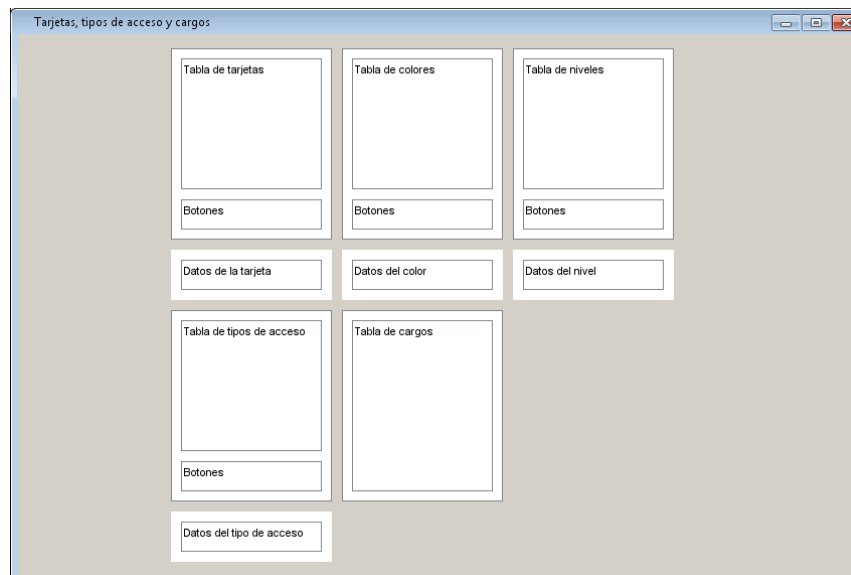 Tarjetas, tipos de acceso y cargos
Tabla de tarjetas
Tabla de colores
Tabla de niveles
Botones
Botones
Botones
Datos de la tarjeta
Datos del color
Datos del nivel
Tabla de tipos de acceso
Tabla de cargos
Botones
Datos del tipo de acceso